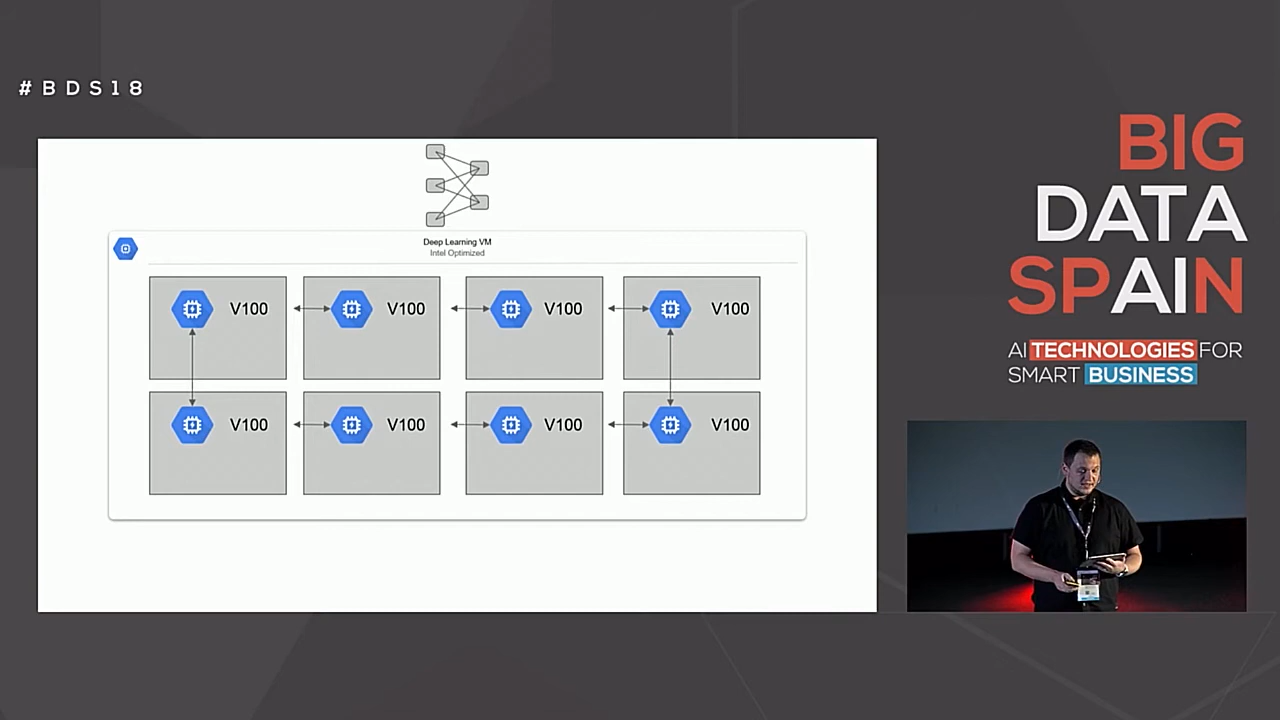 #BDS18
BIG
DATA
SPAIN
AI TECHNOLOGIES FOR
SMART BUSINESS
Deep Learning VM
Intel Optimized
V100
V100
V100
V100
V100
V100
V100
V100